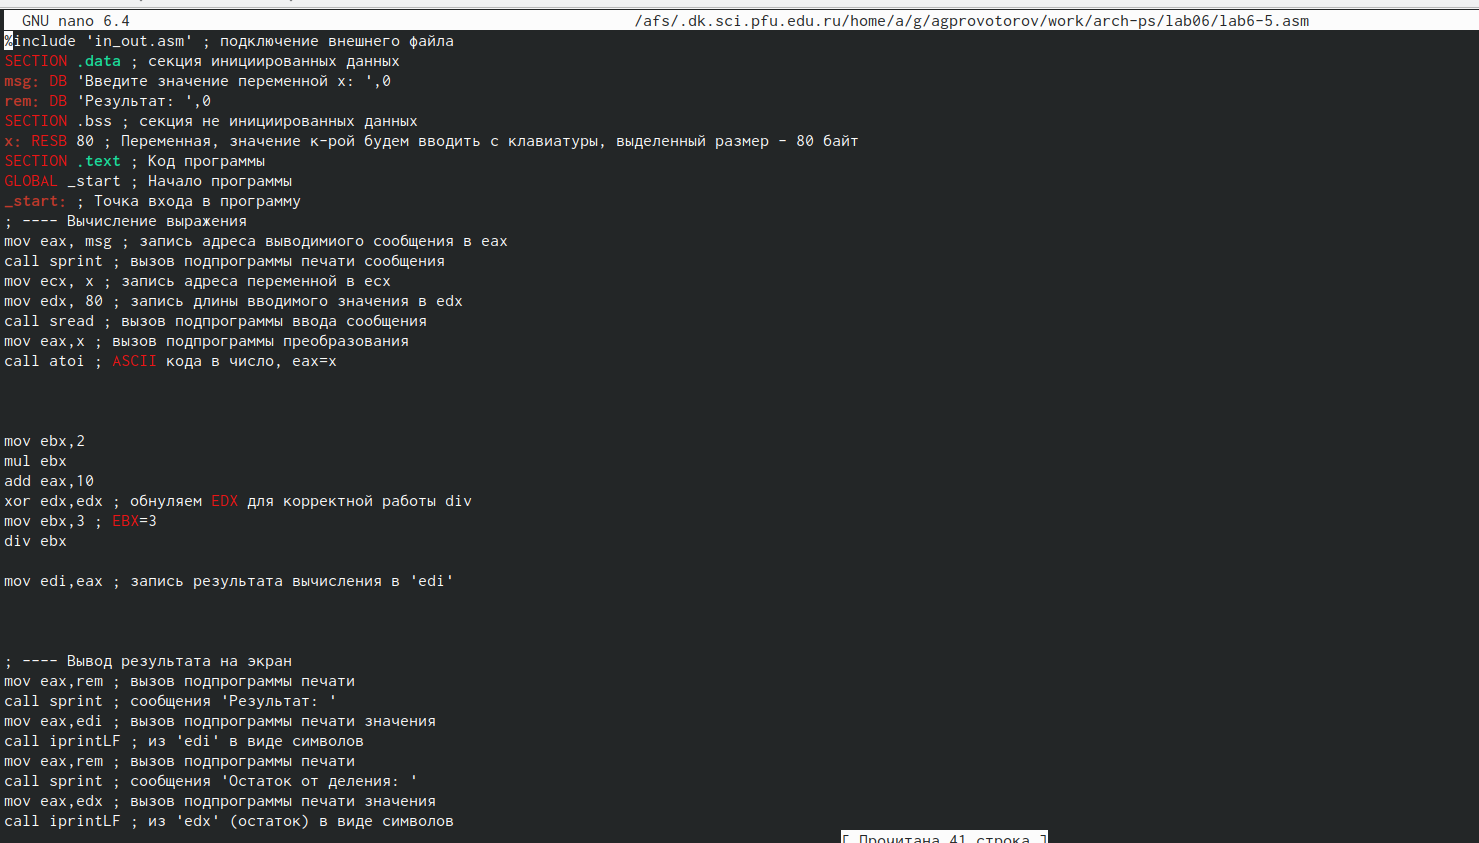 GNU nano 6.4 /afs/.dk.sci.pfu.edu.ru/home/a/g/agprovotorov/work/arch-ps/lab06/lab6-5.asm
%include 'in_out.asm' ; подключение внешнего файла
SECTION .data ; секция инициированных данных
msg: DB 'Введите значение переменной x: ',0
rem: DB 'Результат: ',0
SECTION .bss ; секция не инициированных данных
x: RESB 80 ; Переменная, значение к-рой будем вводить с клавиатуры, выделенный размер - 80 байт
SECTION .text ; Код программы
GLOBAL _start ; Начало программы
_start: ; Точка входа в программу
; ---- Вычисление выражения
mov eax, msg ; запись адреса выводимиого сообщения в eax
call sprint ; вызов подпрограммы печати сообщения
mov ecx, x ; запись адреса переменной в ecx
mov edx, 80 ; запись длины вводимого значения в edx
call sread ; вызов подпрограммы ввода сообщения
mov eax,x ; вызов подпрограммы преобразования
call atoi ; ASCII кода в число, eax=x
mov ebx,2
mul ebx
add eax,10
xor edx,edx ; обнуляем EDX для корректной работы div
mov ebx,3 ; EBX=3
div ebx
mov edi,eax ; запись результата вычисления в 'edi'
; ---- Вывод результата на экран
mov eax,rem ; вызов подпрограммы печати
call sprint ; сообщения 'Результат: '
mov eax,edi ; вызов подпрограммы печати значения
call iprintLF ; из 'edi' в виде символов
mov eax,rem ; вызов подпрограммы печати
call sprint ; сообщения 'Остаток от деления: '
mov eax,edx ; вызов подпрограммы печати значения
call iprintLF ; из 'edx' (остаток) в виде символов
[ Прочитана 41 строка ]